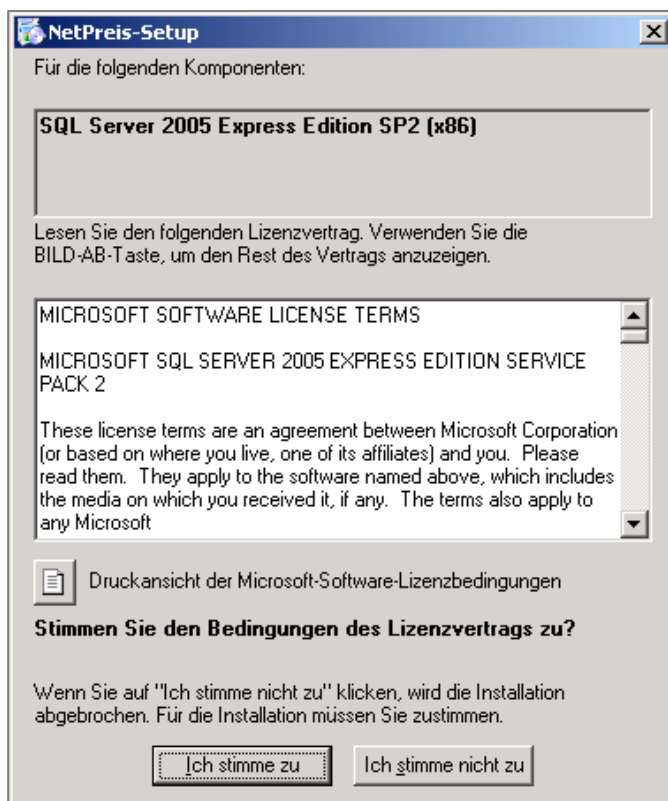 NetPreis-Setup
Für die folgenden Komponenten:
SQL Server 2005 Express Edition SP2 (x86)
Lesen Sie den folgenden Lizenzvertrag. Verwenden Sie die
BILD-AB-Taste, um den Rest des Vertrags anzuzeigen.
MICROSOFT SOFTWARE LICENSE TERMS
MICROSOFT SQL SERVER 2005 EXPRESS EDITION SERVICE
PACK 2
These license terms are an agreement between Microsoft Corporation
(or based on where you live, one of its affiliates) and you.  Please
read them.  They apply to the software named above, which includes
the media on which you received it, if any.  The terms also apply to
any Microsoft
Druckansicht der Microsoft-Software-Lizenzbedingungen
Stimmen Sie den Bedingungen des Lizenzvertrags zu?
Wenn Sie auf "Ich stimme nicht zu" klicken, wird die Installation
abgebrochen. Für die Installation müssen Sie zustimmen.
Ich stimme zu
Ich stimme nicht zu